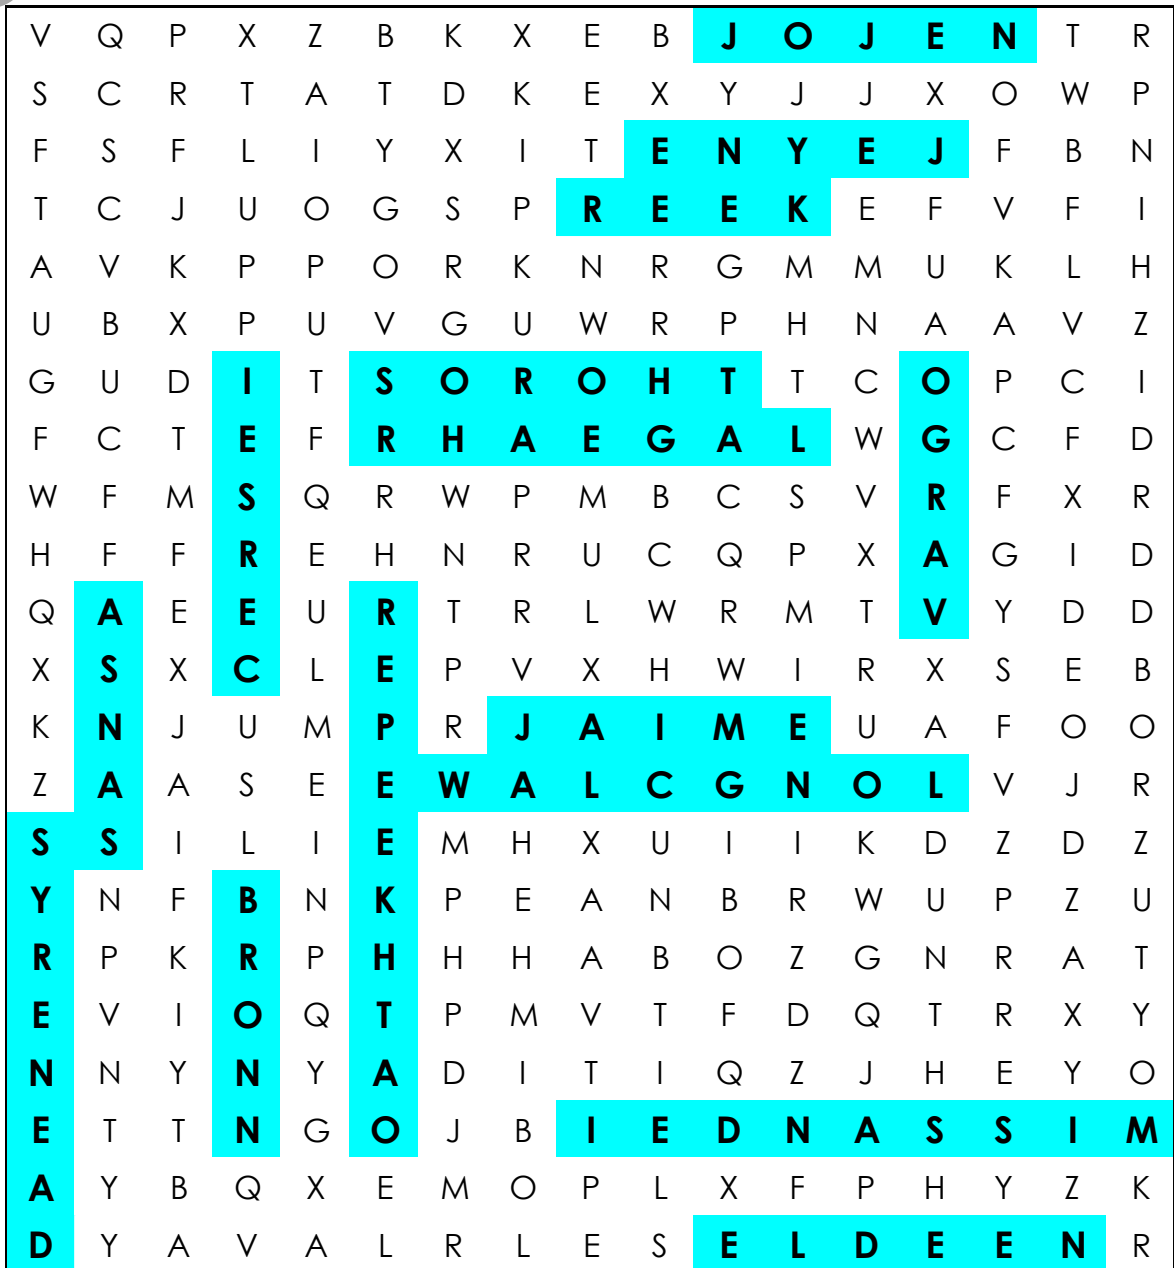 V Q P X Z B K X E B J O J E N T R
S C R T A T D K E X Y J J X O W P
F S F L I Y X I T E N Y E J F B N
T C J U O G S P R E E K E F V F I
A V K P P O R K N R G M M U K L H
U B X P U V G U W R P H N A A V Z
G U D I T S O R O H T T C O P C I
F C T E F R H A E G A L W G C F D
W F M S Q R W P M B C S V R F X R
H F F R E H N R U C Q P X A G I D
Q A E E U R T R L W R M T V Y D D
X S X C L E P V X H W I R X S E B
K N J U M P R J A I M E U A F O O
Z A A S E E W A L C G N O L V J R
S S I L I E M H X U I I K D Z D Z
Y N F B N K P E A N B R W U P Z U
R P K R P H H H A B O Z G N R A T
E V I O Q T P M V T F D Q T R X Y
N N Y N Y A D I T I Q Z J H E Y O
E T T N G O J B I E D N A S S I M
A Y B Q X E M O P L X F P H Y Z K
D Y A V A L R L E S E L D E E N R